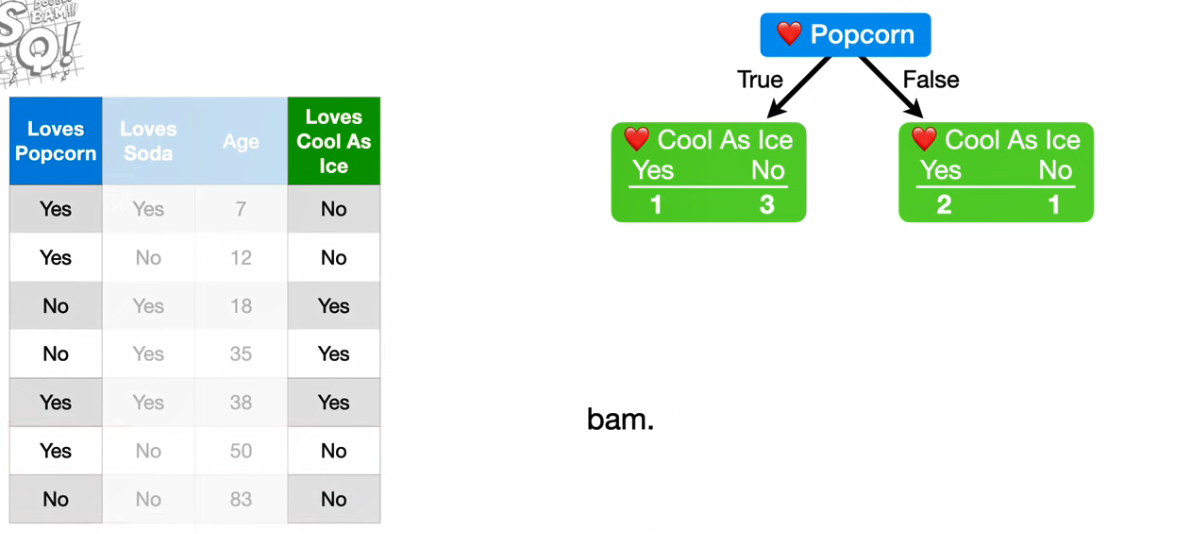 S
DOUBLE
BAM!!!
Q!
Loves Popcorn
Loves Soda
Age
Loves Cool As Ice
Yes Yes 7 No
Yes No 12 No
No Yes 18 Yes
No Yes 35 Yes
Yes Yes 38 Yes
Yes No 50 No
No No 83 No
❤️ Popcorn
True False
❤️ Cool As Ice
Yes No
1 3
❤️ Cool As Ice
Yes No
2 1
bam.